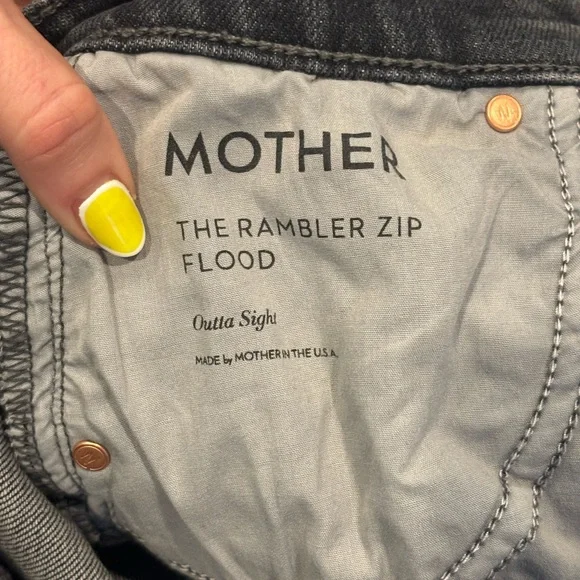 MOTHER
THE RAMBLER ZIP
FLOOD
Outta Sight
MADE by MOTHER IN THE U.S.A.